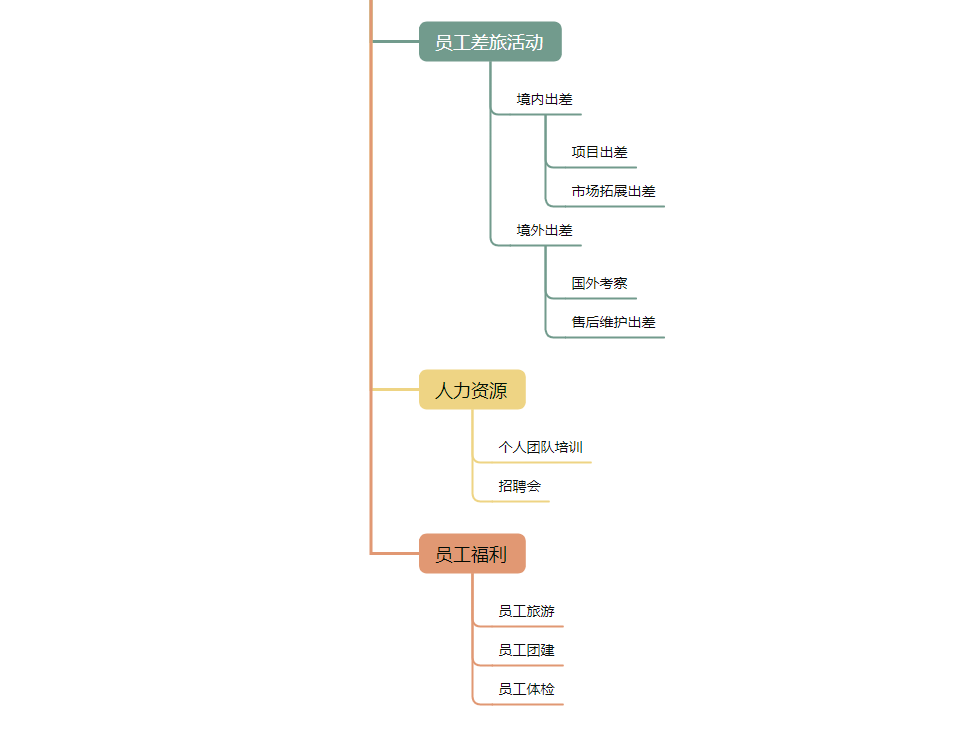 员工差旅活动
境内出差
项目出差
市场拓展出差
境外出差
国外考察
售后维护出差
人力资源
个人团队培训
招聘会
员工福利
员工旅游
员工团建
员工体检